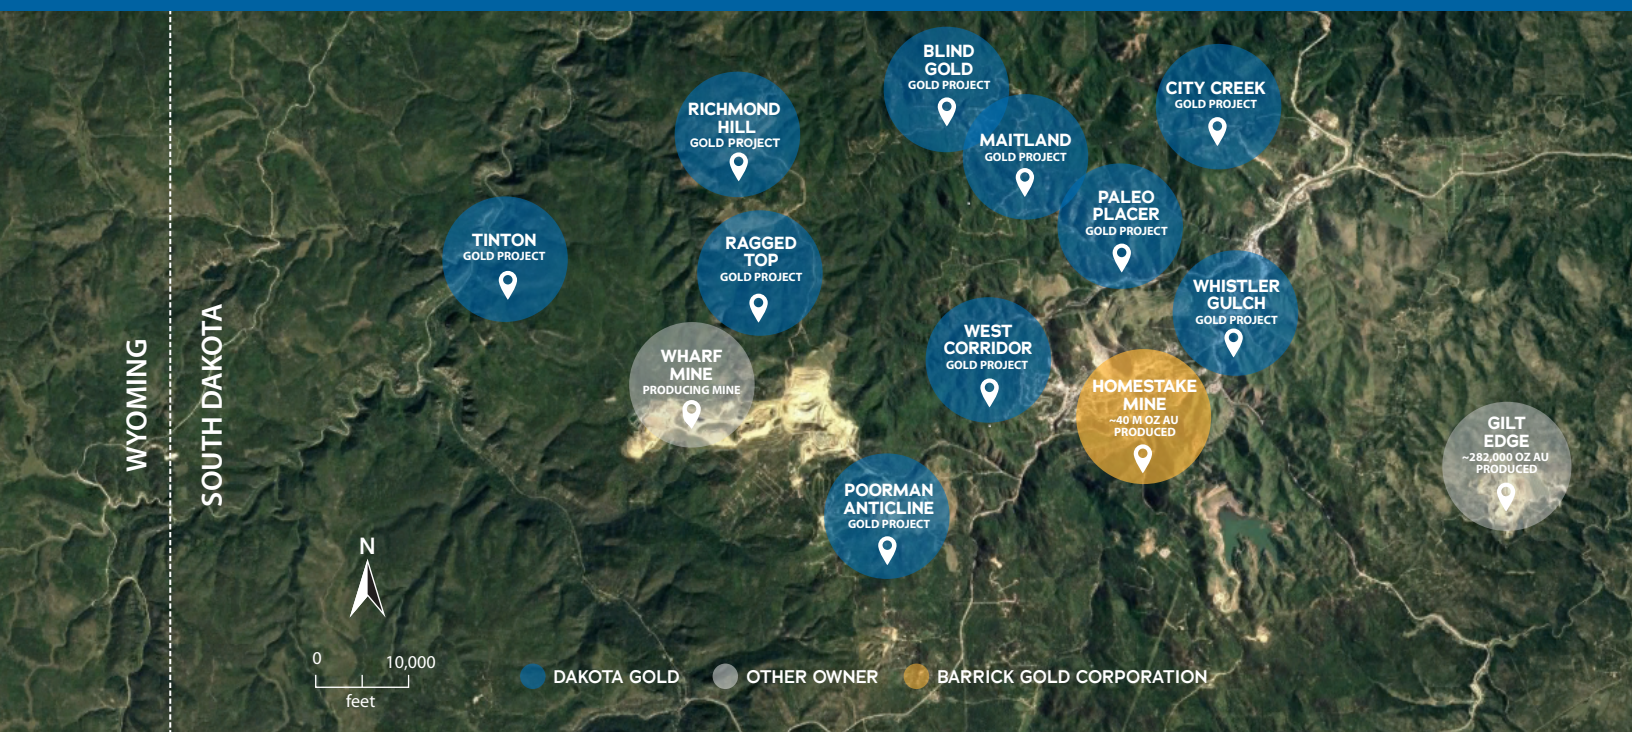 BLIND
GOLD
GOLD PROJECT
CITY CREEK
GOLD PROJECT
RICHMOND
HILL
GOLD PROJECT
MAITLAND
GOLD PROJECT
PALEO
PLACER
GOLD PROJECT
TINTON
GOLD PROJECT
RAGGED
TOP
GOLD PROJECT
WHISTLER
GULCH
GOLD PROJECT
WEST
CORRIDOR
GOLD PROJECT
WHARF
MINE
PRODUCING MINE
HOMESTAKE
MINE
~40 M OZ AU
PRODUCED
GILT
EDGE
~282,000 OZ AU
PRODUCED
POORMAN
ANTICLINE
GOLD PROJECT
WYOMING
SOUTH DAKOTA
N
0 10,000
feet
DAKOTA GOLD
OTHER OWNER
BARRICK GOLD CORPORATION